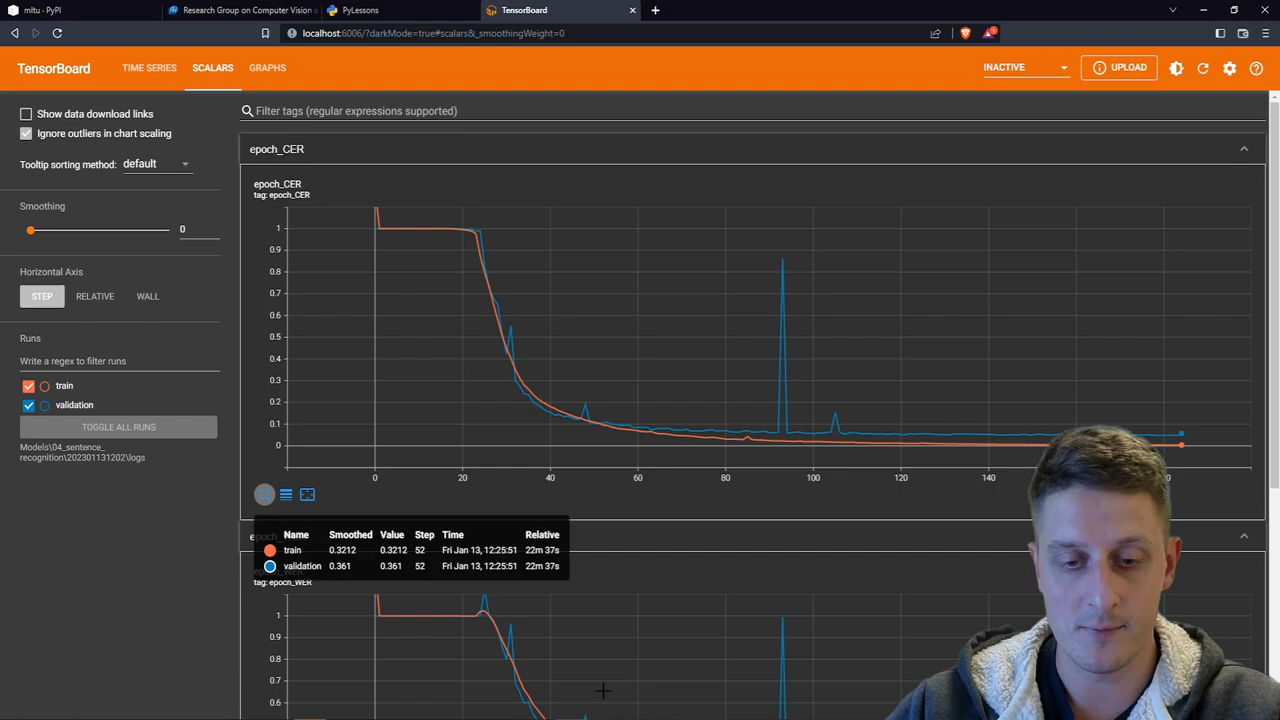 mltu · PyPI
Research Group on Computer Vision a
PyLessons
TensorBoard
localhost:6006/?darkMode=true#scalars&_smoothingWeight=0
TensorBoard
TIME SERIES
SCALARS
GRAPHS
INACTIVE
UPLOAD
Show data download links
Ignore outliers in chart scaling
Tooltip sorting method: default
Smoothing
0
Horizontal Axis
STEP
RELATIVE
WALL
Runs
Write a regex to filter runs
train
validation
TOGGLE ALL RUNS
Models\04_sentence_
recognition\202301131202\logs
Filter tags (regular expressions supported)
epoch_CER
epoch_CER
tag: epoch_CER
1
0.9
0.8
0.7
0.6
0.5
0.4
0.3
0.2
0.1
0
0 20 40 60 80 100 120 140
Name Smoothed Value Step Time Relative
train 0.3212 0.3212 52 Fri Jan 13, 12:25:51 22m 37s
validation 0.361 0.361 52 Fri Jan 13, 12:25:51 22m 37s
tag: epoch_WER
1
0.9
0.8
0.7
0.6